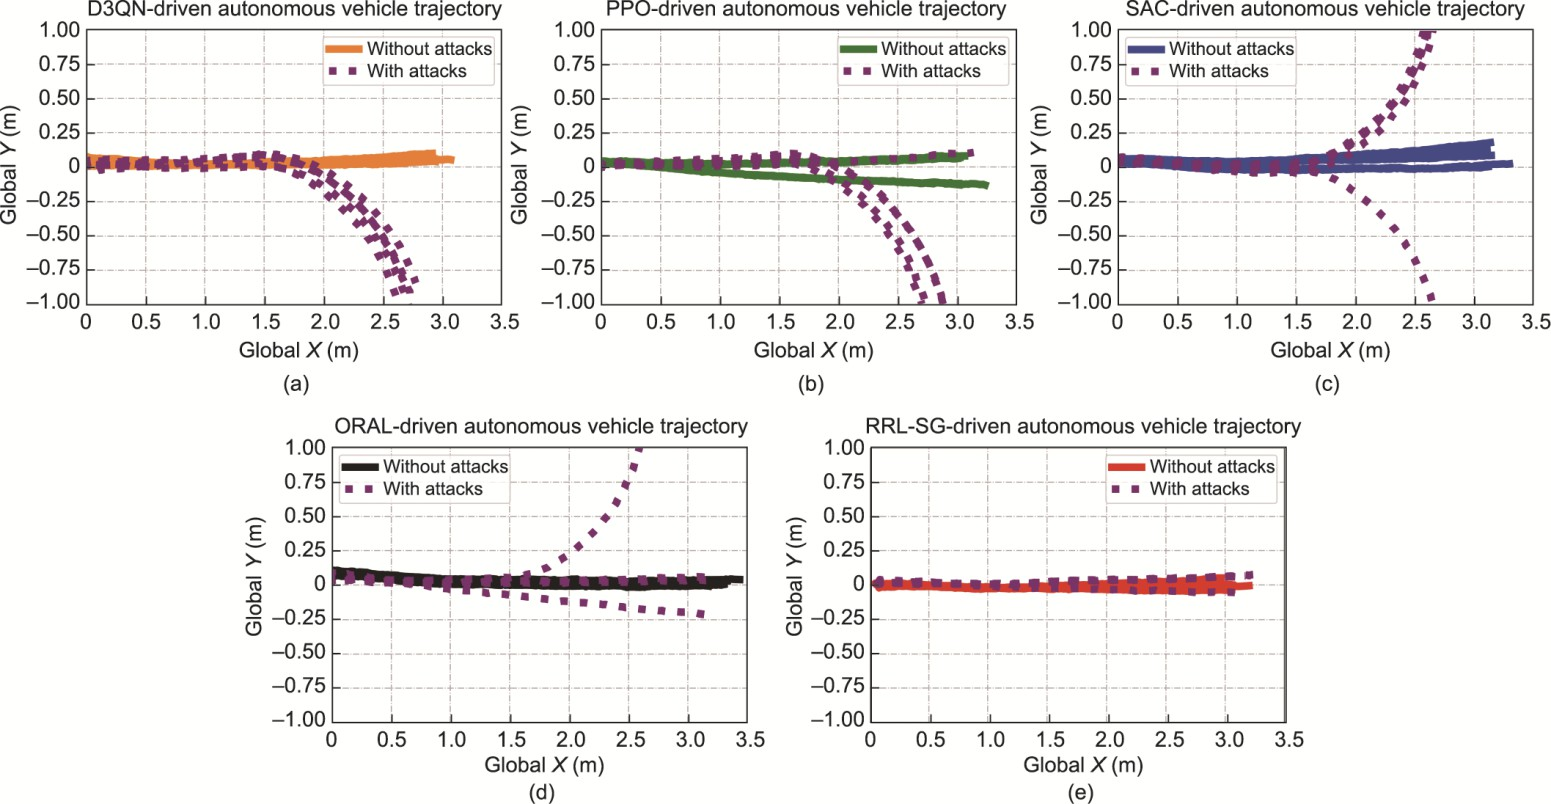 D3QN-driven autonomous vehicle trajectory
1.00
0.75
0.50
0.25
0
–0.25
–0.50
–0.75
–1.00
Global Y (m)
Without attacks
With attacks
0 0.5 1.0 1.5 2.0 2.5 3.0 3.5
Global X (m)
(a)
PPO-driven autonomous vehicle trajectory
1.00
0.75
0.50
0.25
0
–0.25
–0.50
–0.75
–1.00
Global Y (m)
Without attacks
With attacks
0 0.5 1.0 1.5 2.0 2.5 3.0 3.5
Global X (m)
(b)
SAC-driven autonomous vehicle trajectory
1.00
0.75
0.50
0.25
0
–0.25
–0.50
–0.75
–1.00
Global Y (m)
Without attacks
With attacks
0 0.5 1.0 1.5 2.0 2.5 3.0 3.5
Global X (m)
(c)
ORAL-driven autonomous vehicle trajectory
1.00
0.75
0.50
0.25
0
–0.25
–0.50
–0.75
–1.00
Global Y (m)
Without attacks
With attacks
0 0.5 1.0 1.5 2.0 2.5 3.0 3.5
Global X (m)
(d)
RRL-SG-driven autonomous vehicle trajectory
1.00
0.75
0.50
0.25
0
–0.25
–0.50
–0.75
–1.00
Global Y (m)
Without attacks
With attacks
0 0.5 1.0 1.5 2.0 2.5 3.0 3.5
Global X (m)
(e)